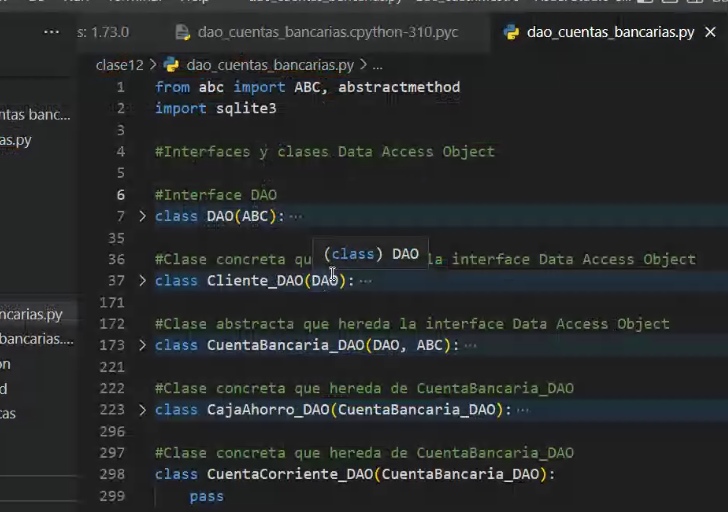 s: 1.73.0
dao_cuentas_bancarias.cpython-310.pyc
dao_cuentas_bancarias.py
clase12 > dao_cuentas_bancarias.py > ...
1 from abc import ABC, abstractmethod
2 import sqlite3
3
4 #Interfaces y clases Data Access Object
5
6 #Interface DAO
7 class DAO(ABC): ...
35
(class) DAO
36 #Clase concreta qu la interface Data Access Object
37 class Cliente_DAO(DAO): ...
171
172 #Clase abstracta que hereda la interface Data Access Object
173 class CuentaBancaria_DAO(DAO, ABC): ...
221
222 #Clase concreta que hereda de CuentaBancaria_DAO
223 class CajaAhorro_DAO(CuentaBancaria_DAO): ...
296
297 #Clase concreta que hereda de CuentaBancaria_DAO
298 class CuentaCorriente_DAO(CuentaBancaria_DAO):
299 pass
entas banc...
as.py
ncarias.py
bancarias....
on
d
cas